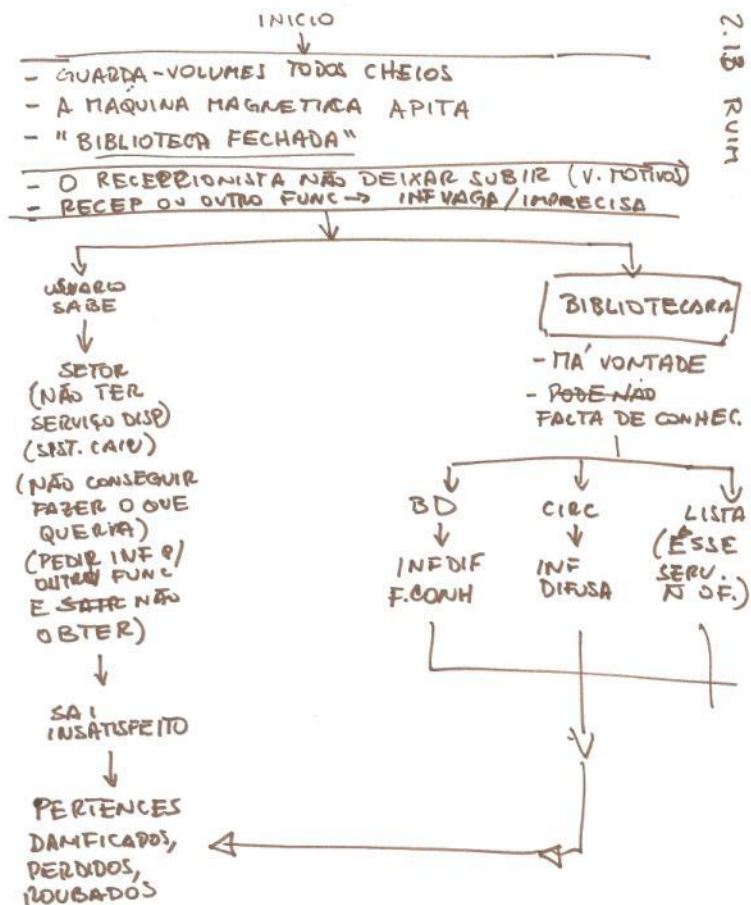 2.1B RUIM
INICIO
- GUARDA-VOLUMES TODOS CHEIOS
- A MÁQUINA MAGNETICA APITA
- "BIBLIOTECA FECHADA"
- O RECEPCIONISTA NÃO DEIXAR SUBIR (V. MOTIVOS)
- RECEP OU OUTRO FUNC → INF VAGA/IMPRECISA
USUARIO
SABE
SETOR
(NÃO TER
SERVIÇO DISP)
(SIST. CAIU)
(NÃO CONSEGUIR
FAZER O QUE
QUERIA)
(PEDIR INF P/
OUTRO FUNC
E SAIR NÃO
OBTER)
SAI
INSATISFEITO
PERTENCES
DANIFICADOS,
PERDIDOS,
ROUBADOS
BIBLIOTECARIA
- MÁ VONTADE
- PODE NÃO
FALTA DE CONHEC.
BD
INF DIF
F. CONH
CIRC
INF
DIFUSA
LISTA
(ÉSSE
SERV.
Ñ OF.)